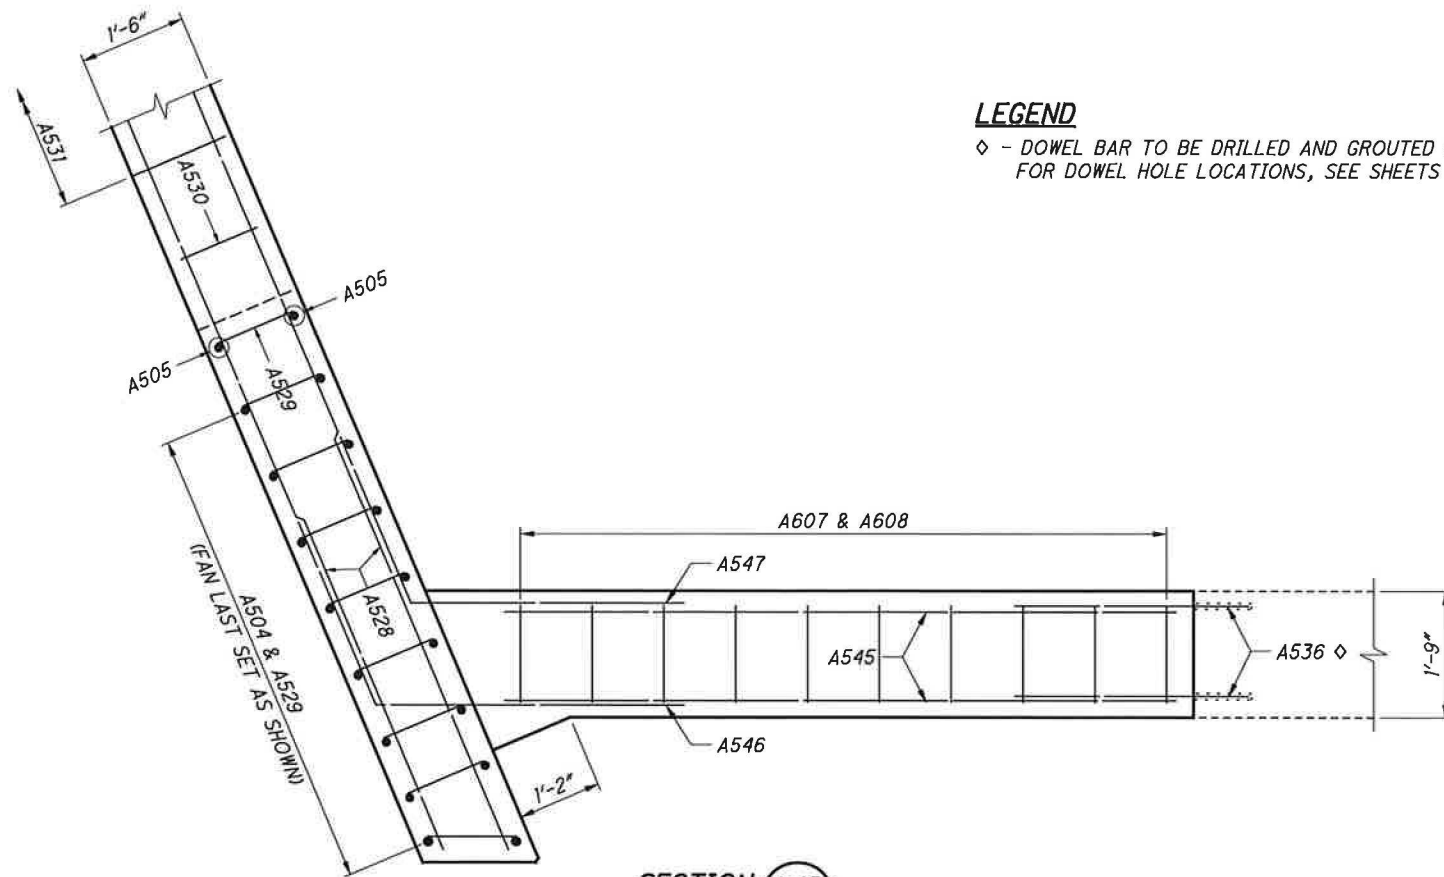 1'-6"
A531
A530
LEGEND
◇ - DOWEL BAR TO BE DRILLED AND GROUTED
FOR DOWEL HOLE LOCATIONS, SEE SHEETS
A505
A505
A529
A504 & A529
(FAN LAST SET AS SHOWN)
A528
A607 & A608
A547
A545
A536 ◇
1'-9"
A546
1'-2"
SECTION